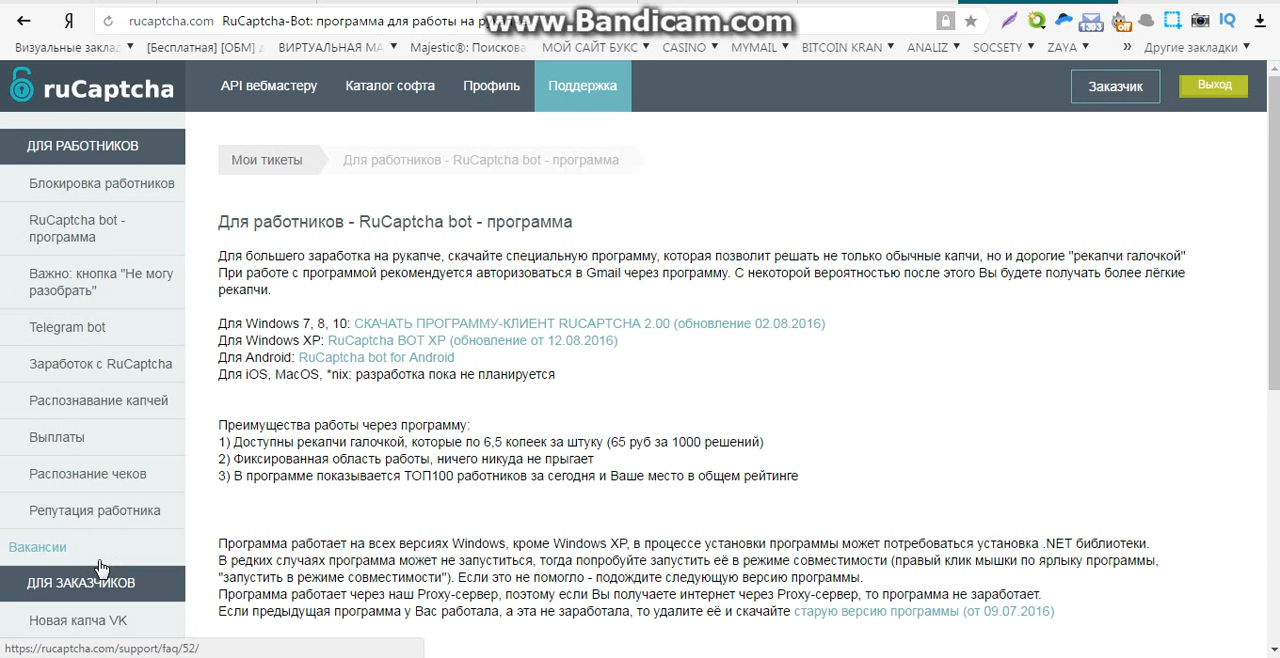 www.Bandicam.com
Я rucaptcha.com RuCaptcha-Bot: программа для работы на
1393
off
IQ
Визуальные заклад [Бесплатная] [ОБМ] ВИРТУАЛЬНАЯ МА Majestic®: Поискова МОЙ САЙТ БУКС CASINO MYMAIL BITCOIN KRAN ANALIZ SOCSETY ZAYA » Другие закладки
ruCaptcha
API вебмастеру
Каталог софта
Профиль
Поддержка
Заказчик
Выход
ДЛЯ РАБОТНИКОВ
Блокировка работников
RuCaptcha bot -
программа
Важно: кнопка "Не могу
разобрать"
Telegram bot
Заработок с RuCaptcha
Распознавание капчей
Выплаты
Распознание чеков
Репутация работника
Вакансии
ДЛЯ ЗАКАЗЧИКОВ
Новая капча VK
https://rucaptcha.com/support/faq/52/
Мои тикеты
Для работников - RuCaptcha bot - программа
Для работников - RuCaptcha bot - программа
Для большего заработка на рукапче, скачайте специальную программу, которая позволит решать не только обычные капчи, но и дорогие "рекапчи галочкой"
При работе с программой рекомендуется авторизоваться в Gmail через программу. С некоторой вероятностью после этого Вы будете получать более лёгкие
рекапчи.
Для Windows 7, 8, 10: СКАЧАТЬ ПРОГРАММУ-КЛИЕНТ RUCAPTCHA 2.00 (обновление 02.08.2016)
Для Windows XP: RuCaptcha BOT XP (обновление от 12.08.2016)
Для Android: RuCaptcha bot for Android
Для iOS, MacOS, *nix: разработка пока не планируется
Преимущества работы через программу:
1) Доступны рекапчи галочкой, которые по 6,5 копеек за штуку (65 руб за 1000 решений)
2) Фиксированная область работы, ничего никуда не прыгает
3) В программе показывается ТОП100 работников за сегодня и Ваше место в общем рейтинге
Программа работает на всех версиях Windows, кроме Windows XP, в процессе установки программы может потребоваться установка .NET библиотеки.
В редких случаях программа может не запуститься, тогда попробуйте запустить её в режиме совместимости (правый клик мышки по ярлыку программы,
"запустить в режиме совместимости"). Если это не помогло - подождите следующую версию программы.
Программа работает через наш Proxy-сервер, поэтому если Вы получаете интернет через Proxy-сервер, то программа не заработает.
Если предыдущая программа у Вас работала, а эта не заработала, то удалите её и скачайте старую версию программы (от 09.07.2016)